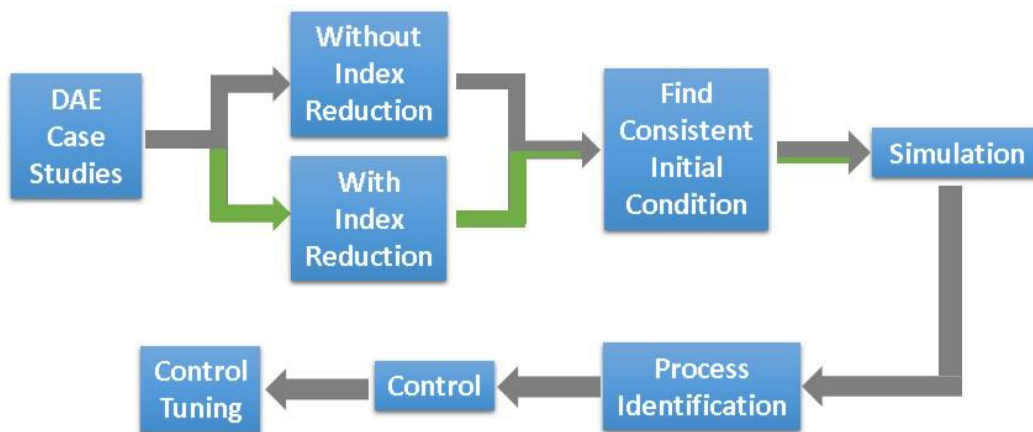 DAE
Case
Studies
Without
Index
Reduction
With
Index
Reduction
Find
Consistent
Initial
Condition
Simulation
Process
Identification
Control
Control
Tuning